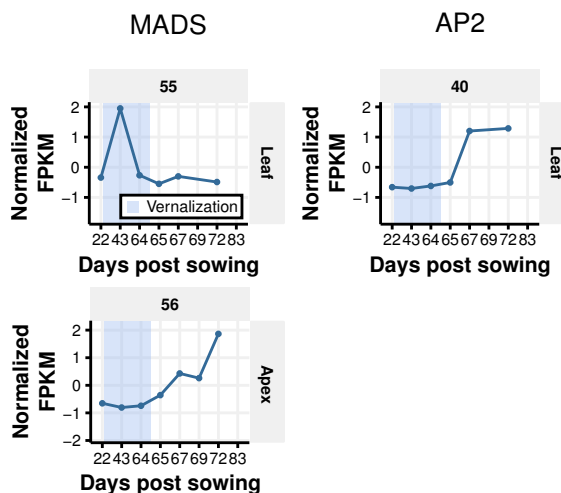 MADS
AP2
55
40
Normalized
FPKM
2
1
0
−1
Vernalization
Leaf
22 43 64 65 67 69 72 83
Days post sowing
Normalized
FPKM
2
1
0
−1
Leaf
22 43 64 65 67 69 72 83
Days post sowing
56
Normalized
FPKM
2
1
0
−1
−2
Apex
22 43 64 65 67 69 72 83
Days post sowing